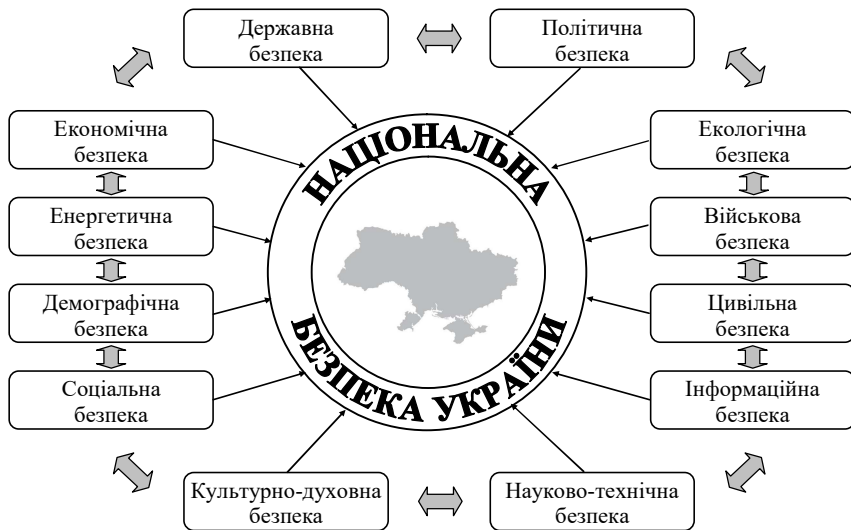 Державна
безпека
Політична
безпека
Економічна
безпека
Екологічна
безпека
НАЦІОНАЛЬНА
Енергетична
безпека
Військова
безпека
Демографічна
безпека
Цивільна
безпека
БЕЗПЕКА УКРАЇНИ
Соціальна
безпека
Інформаційна
безпека
Культурно-духовна
безпека
Науково-технічна
безпека